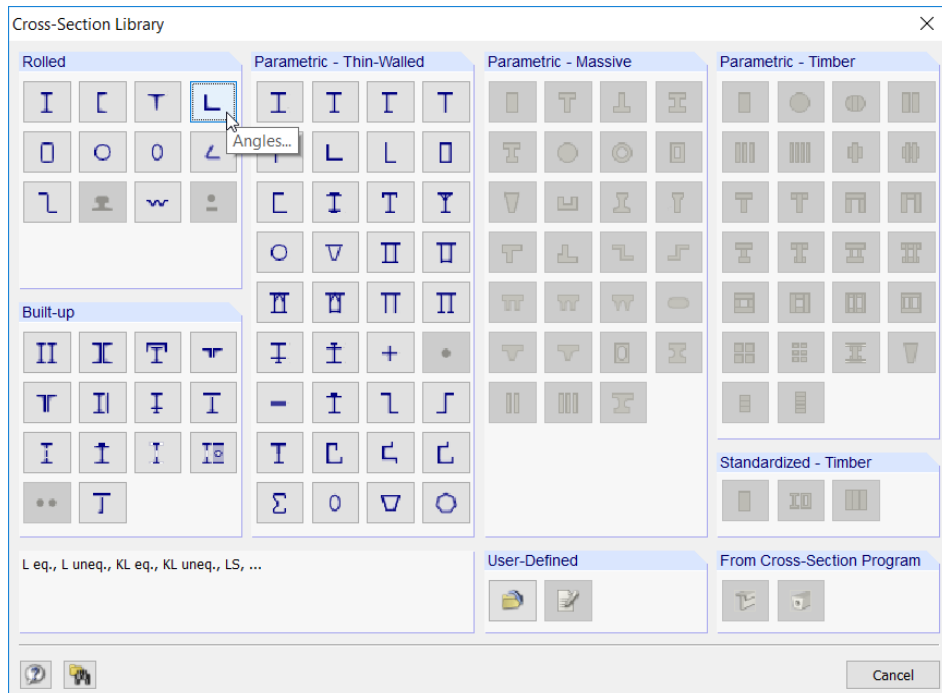 Cross-Section Library
Rolled
Parametric - Thin-Walled
Parametric - Massive
Parametric - Timber
Angles...
Built-up
Standardized - Timber
L eq., L uneq., KL eq., KL uneq., LS, ...
User-Defined
From Cross-Section Program
Cancel